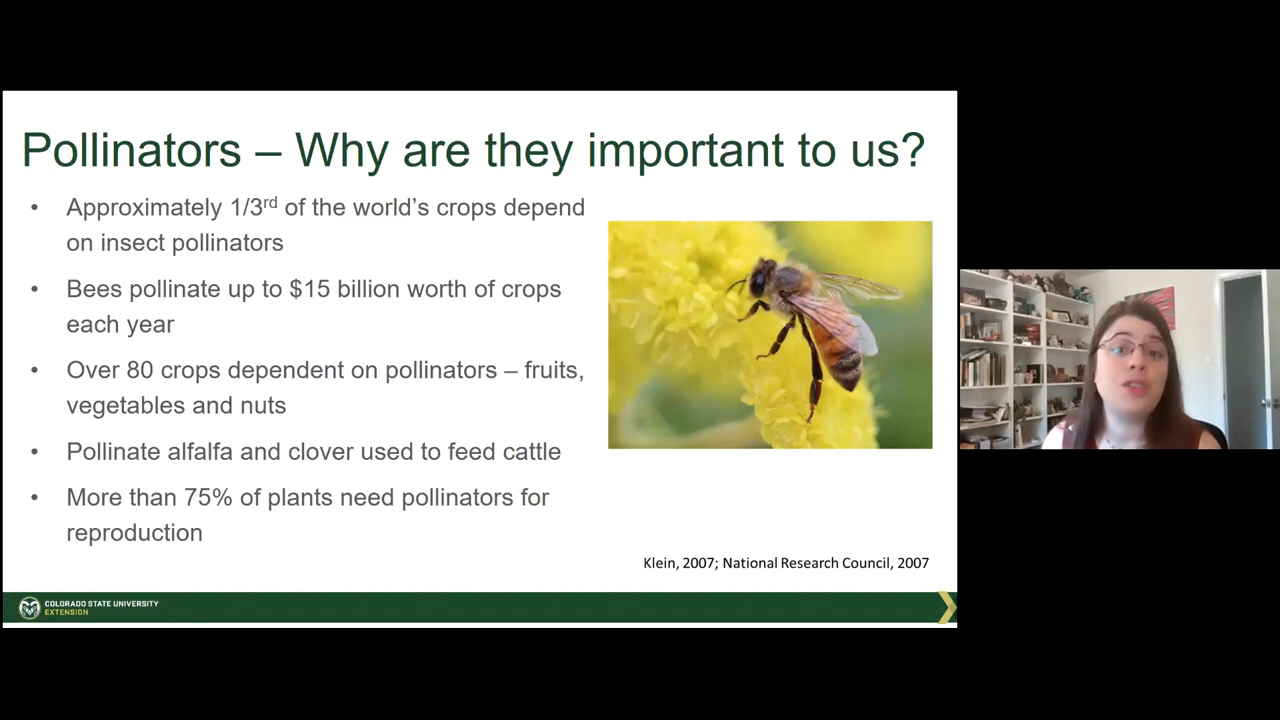 Pollinators – Why are they important to us?
• Approximately 1/3rd of the world's crops depend
on insect pollinators
• Bees pollinate up to $15 billion worth of crops
each year
• Over 80 crops dependent on pollinators – fruits,
vegetables and nuts
• Pollinate alfalfa and clover used to feed cattle
• More than 75% of plants need pollinators for
reproduction
Klein, 2007; National Research Council, 2007
COLORADO STATE UNIVERSITY
EXTENSION